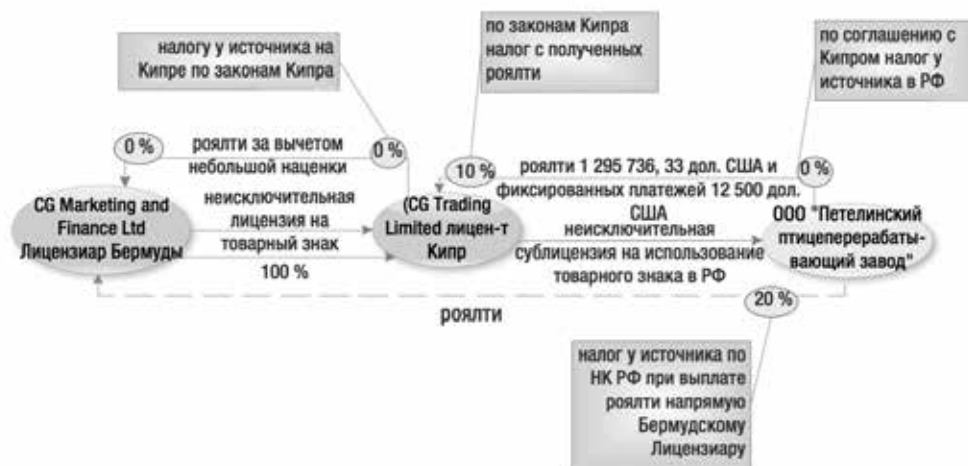 налогу у источника на
Кипре по законам Кипра
по законам Кипра
налог с полученных
роялти
по соглашению с
Кипром налог у
источника в РФ
0 %
роялти за вычетом
небольшой наценки
0 %
10 %
роялти 1 295 736, 33 дол. США и
фиксированных платежей 12 500 дол.
США
0 %
CG Marketing and
Finance Ltd
Лицензиар Бермуды
неисключительная
лицензия на
товарный знак
100 %
(CG Trading
Limited лицен-т
Кипр
неисключительная
сублицензия на использование
товарного знака в РФ
ООО "Петелинский
птицеперерабаты-
вающий завод"
роялти
20 %
налог у источника по
НК РФ при выплате
роялти напрямую
Бермудскому
Лицензиару